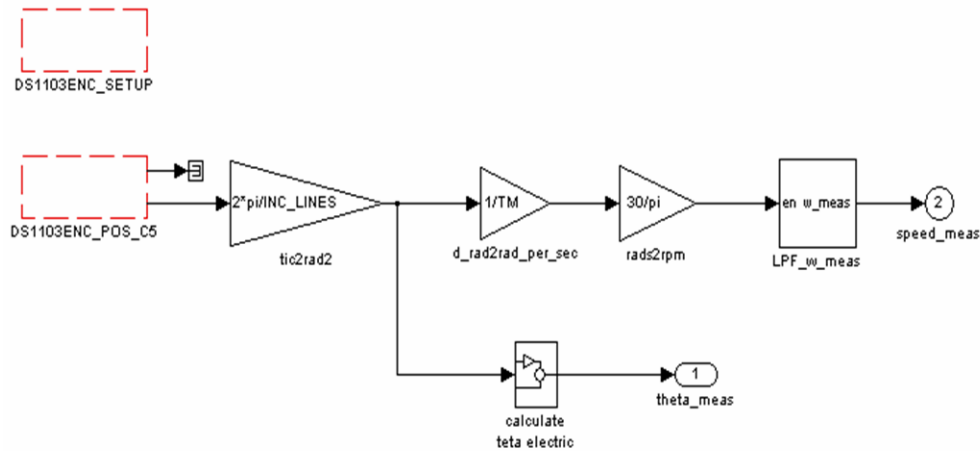 DS1103ENC_SETUP
DS1103ENC_POS_C5
2*pi/INC_LINES
tic2rad2
1/TM
d_rad2rad_per_sec
30/pi
rads2rpm
en w_meas
LPF_w_meas
2
speed_meas
calculate
teta electric
1
theta_meas